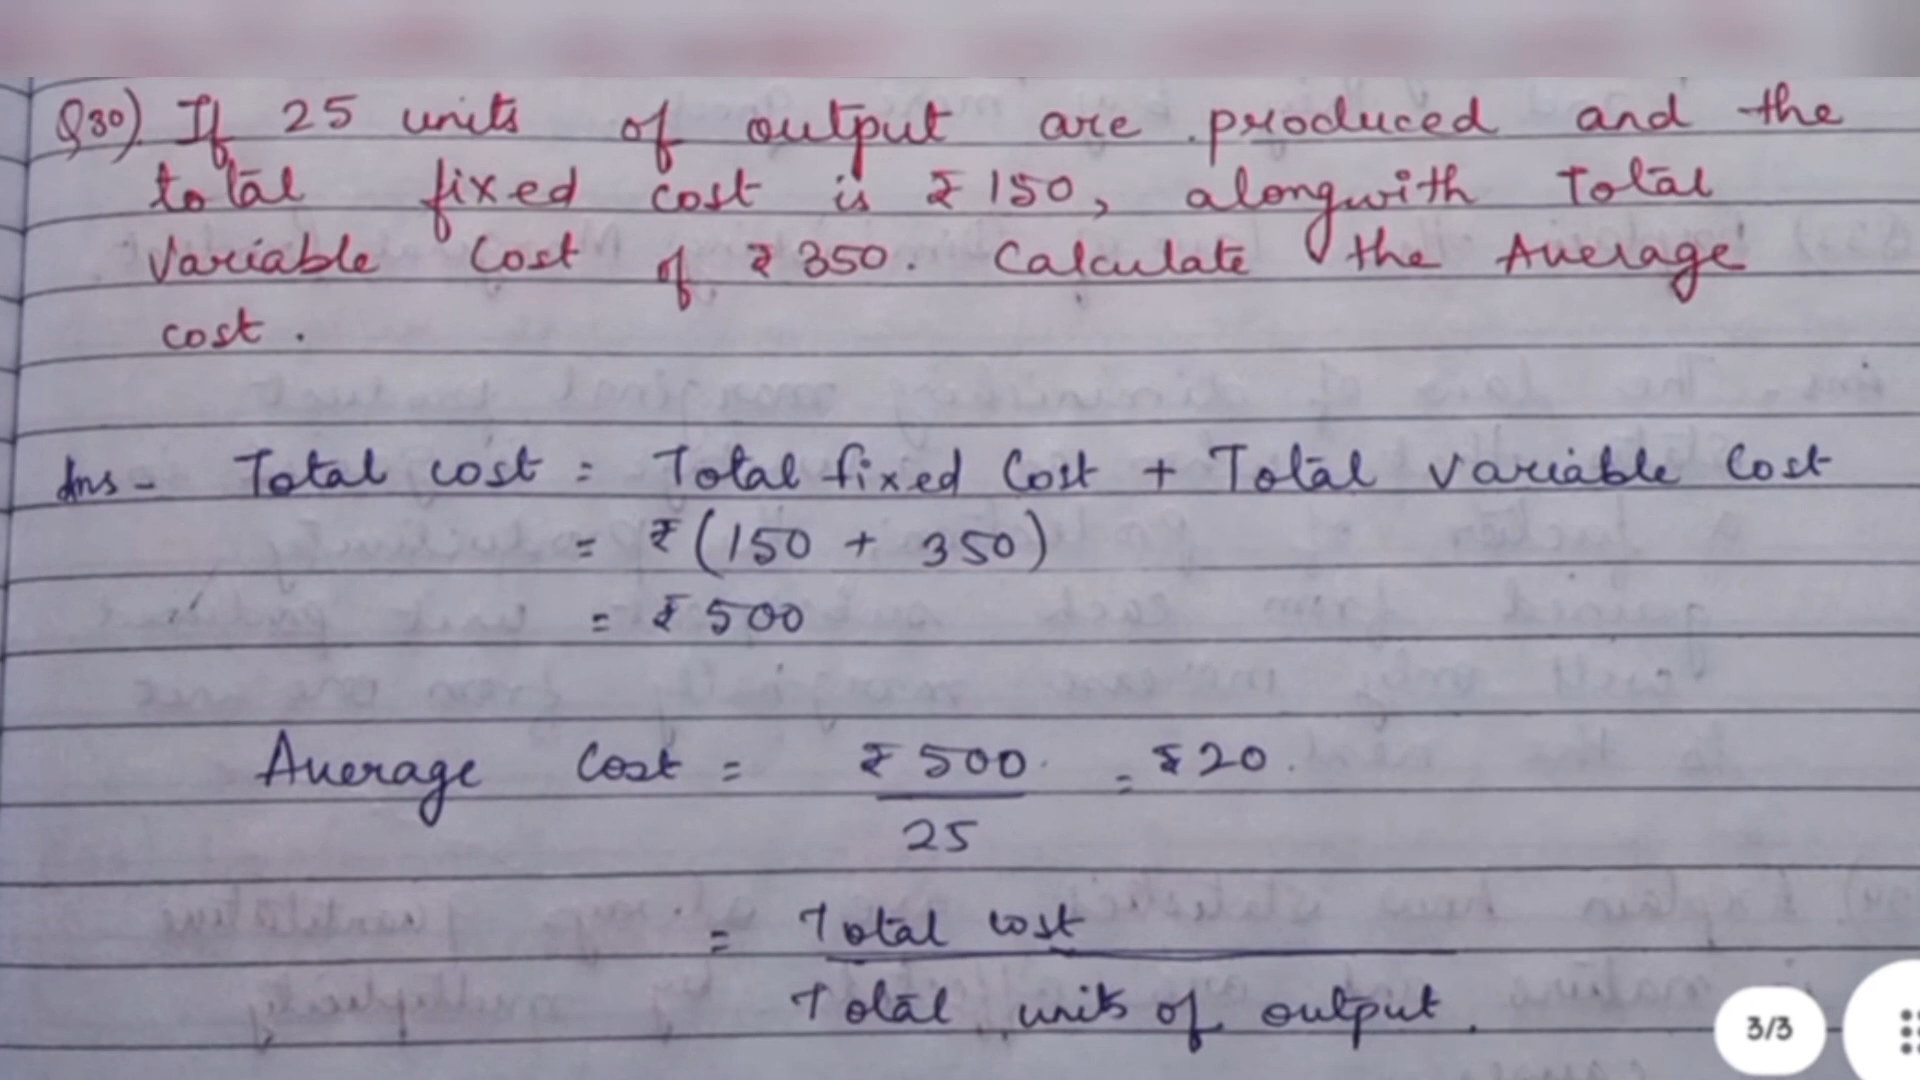 Q30). If 25 units of output are produced and the
total fixed cost is ₹150, alongwith Total
Variable Cost of ₹350. Calculate the Average
cost.
Ans - Total cost = Total fixed Cost + Total variable Cost
= ₹(150 + 350)
= ₹500
Average Cost = ₹500 = ₹20.
25
= Total cost
Total units of output.
3/3